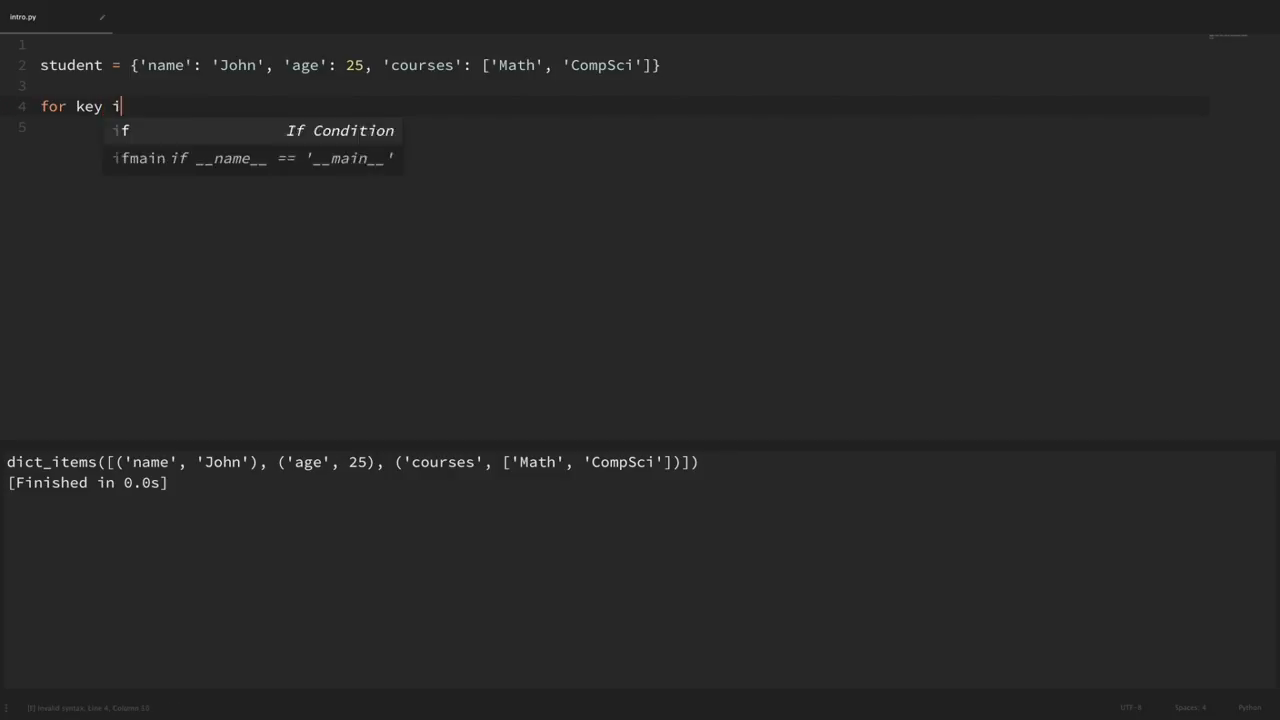 intro.py
1
2 student = {'name': 'John', 'age': 25, 'courses': ['Math', 'CompSci']}
3
4 for key i
if If Condition
5
ifmain if __name__ == '__main__'
dict_items([('name', 'John'), ('age', 25), ('courses', ['Math', 'CompSci'])])
[Finished in 0.0s]
Invalid syntax; Line 4, Column 10 UTF-8 Spaces: 4 Python